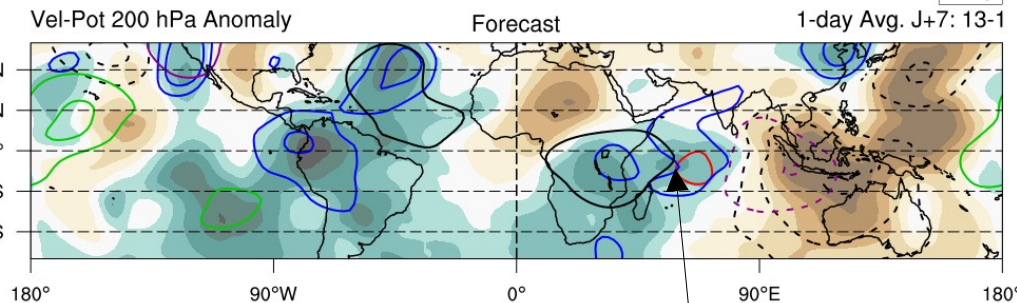 Vel-Pot 200 hPa Anomaly
Forecast
1-day Avg. J+7: 13-1
180°
90°W
0°
90°E
180°